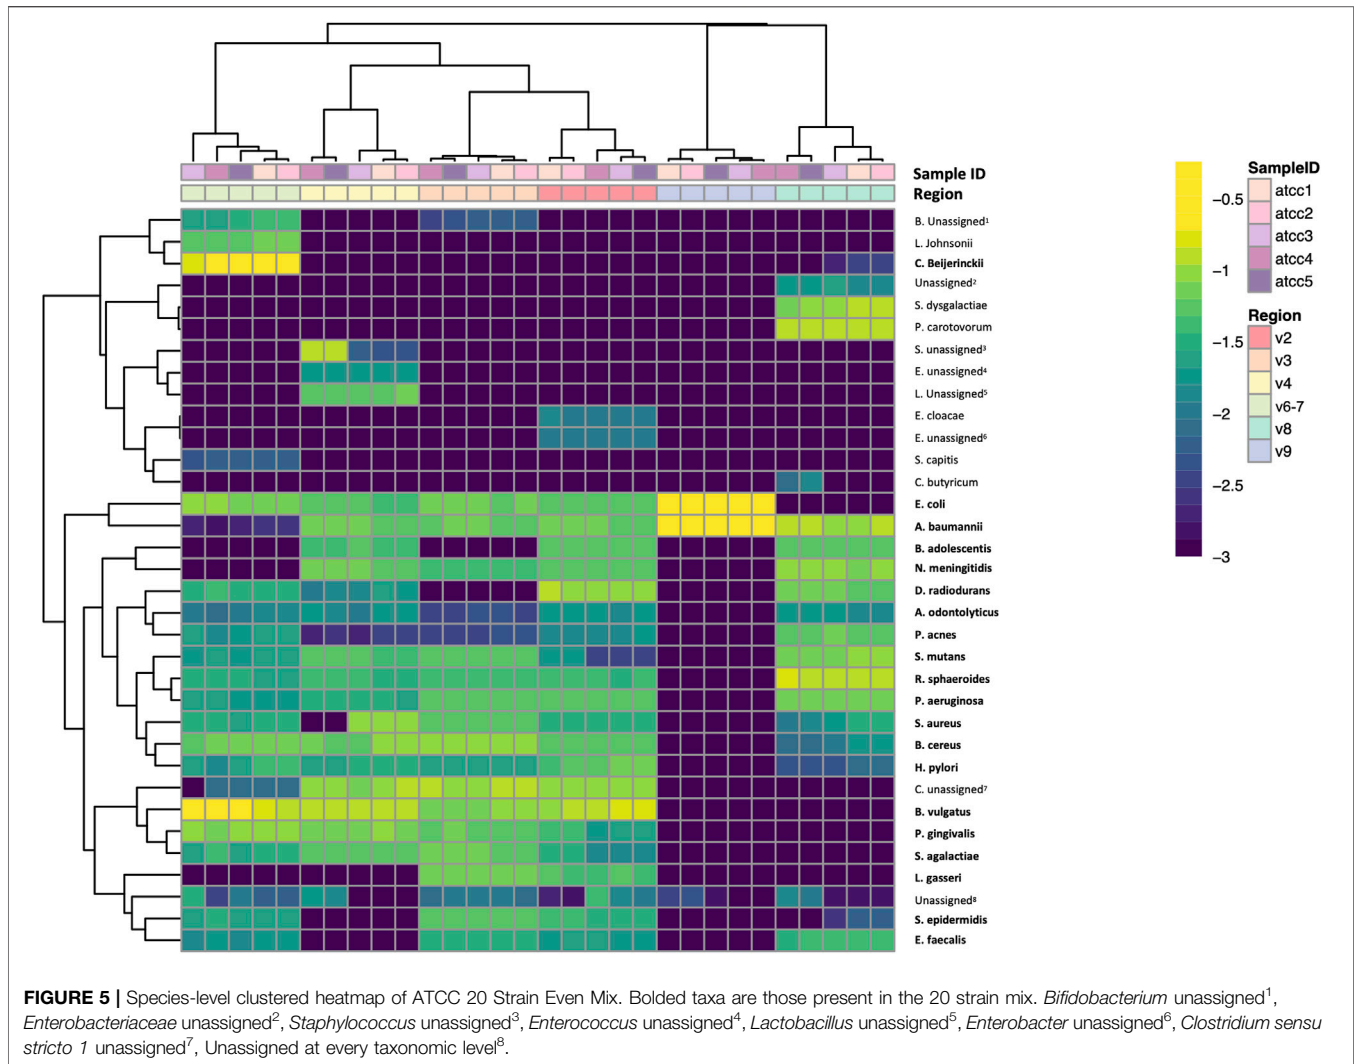 Sample ID
Region
B. Unassigned¹
L. Johnsonii
C. Beijerinckii
Unassigned²
S. dysgalactiae
P. carotovorum
S. unassigned³
E. unassigned⁴
L. Unassigned⁵
E. cloacae
E. unassigned⁶
S. capitis
C. butyricum
E. coli
A. baumannii
B. adolescentis
N. meningitidis
D. radiodurans
A. odontolyticus
P. acnes
S. mutans
R. sphaeroides
P. aeruginosa
S. aureus
B. cereus
H. pylori
C. unassigned⁷
B. vulgatus
P. gingivalis
S. agalactiae
L. gasseri
Unassigned⁸
S. epidermidis
E. faecalis
−0.5
−1
−1.5
−2
−2.5
−3
SampleID
atcc1
atcc2
atcc3
atcc4
atcc5
Region
v2
v3
v4
v6-7
v8
v9
FIGURE 5 | Species-level clustered heatmap of ATCC 20 Strain Even Mix. Bolded taxa are those present in the 20 strain mix. Bifidobacterium unassigned¹,
Enterobacteriaceae unassigned², Staphylococcus unassigned³, Enterococcus unassigned⁴, Lactobacillus unassigned⁵, Enterobacter unassigned⁶, Clostridium sensu
stricto 1 unassigned⁷, Unassigned at every taxonomic level⁸.